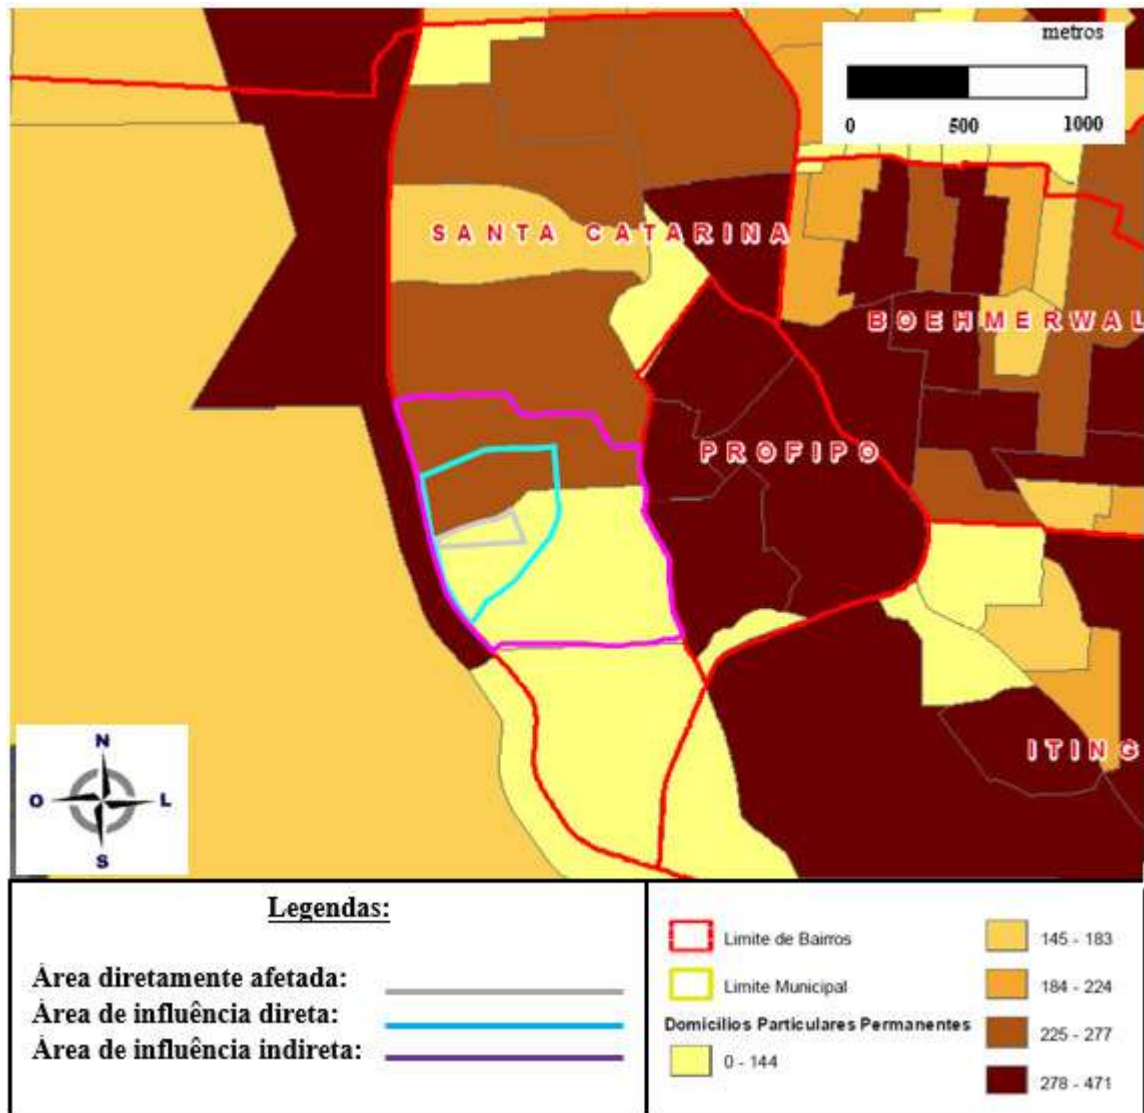 metros
0 500 1000
SANTA CATARINA
BOEHMERWAL
PROFIPO
ITING
N
O L
S
Legendas:
Área diretamente afetada:
Área de influência direta:
Área de influência indireta:
Limite de Bairros
Limite Municipal
Domicilios Particulares Permanentes
0 - 144
145 - 183
184 - 224
225 - 277
278 - 471